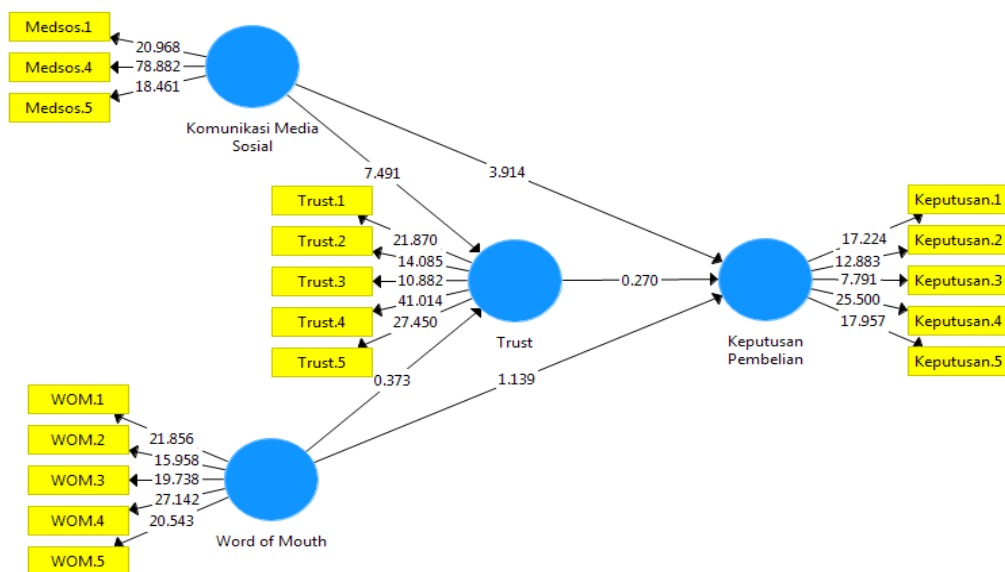 Medsos.1
Medsos.4
Medsos.5
20.968
78.882
18.461
Komunikasi Media
Sosial
7.491
3.914
Trust.1
Trust.2
Trust.3
Trust.4
Trust.5
21.870
14.085
10.882
41.014
27.450
Trust
0.270
Keputusan.1
Keputusan.2
Keputusan.3
Keputusan.4
Keputusan.5
17.224
12.883
7.791
25.500
17.957
Keputusan
Pembelian
0.373
1.139
WOM.1
WOM.2
WOM.3
WOM.4
WOM.5
21.856
15.958
19.738
27.142
20.543
Word of Mouth